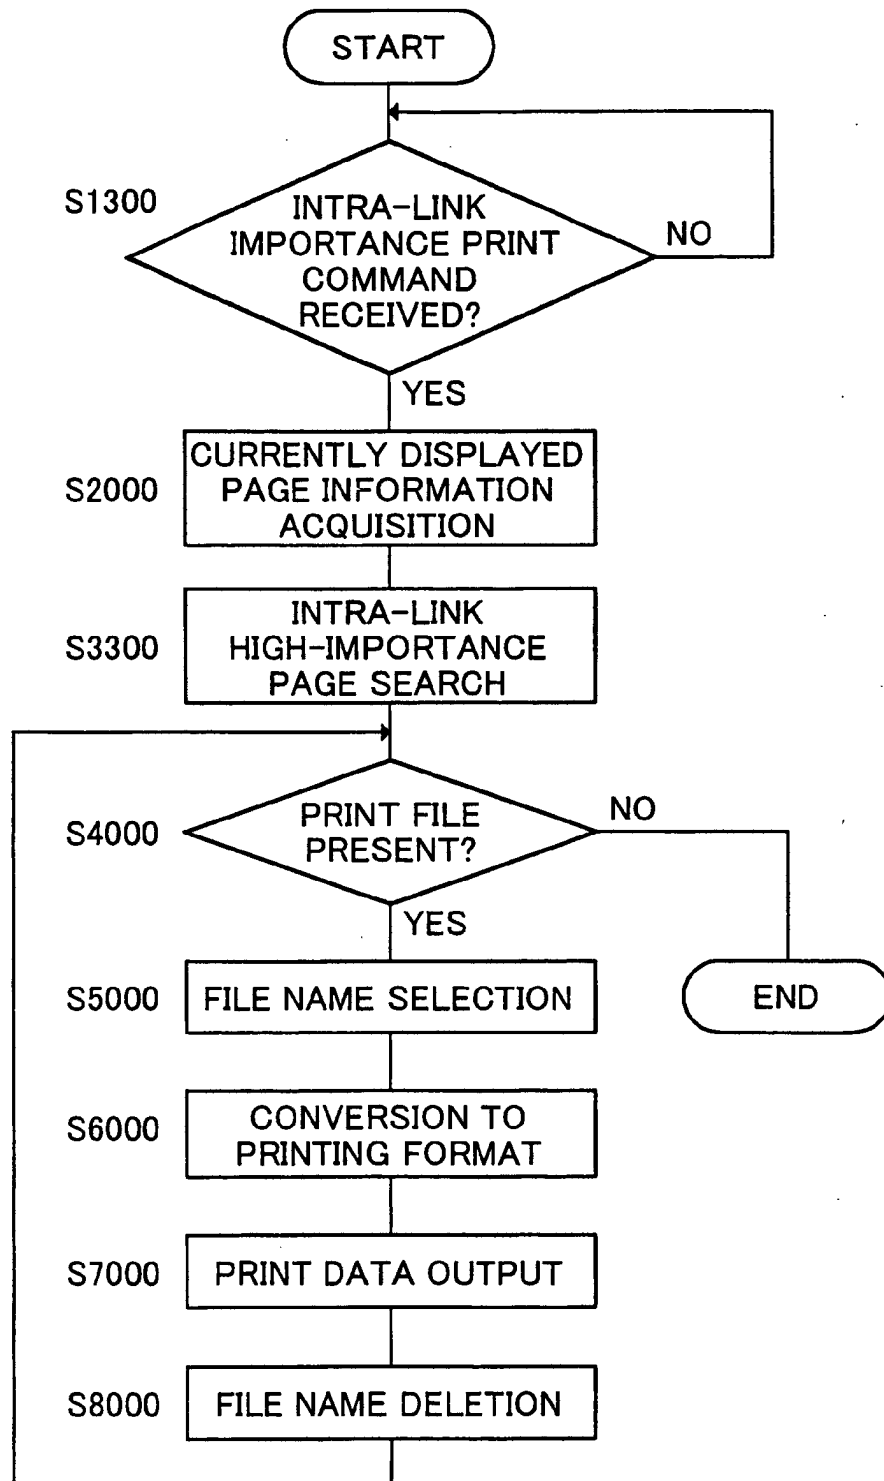 START
S1300
INTRA-LINK
IMPORTANCE PRINT
COMMAND
RECEIVED?
NO
YES
S2000
CURRENTLY DISPLAYED
PAGE INFORMATION
ACQUISITION
S3300
INTRA-LINK
HIGH-IMPORTANCE
PAGE SEARCH
S4000
PRINT FILE
PRESENT?
NO
YES
S5000
FILE NAME SELECTION
END
S6000
CONVERSION TO
PRINTING FORMAT
S7000
PRINT DATA OUTPUT
S8000
FILE NAME DELETION